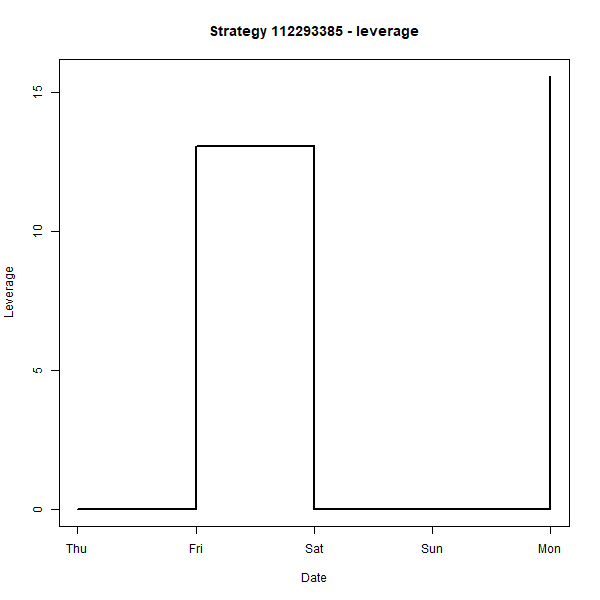 Strategy 112293385 - leverage
15
10
5
0
Leverage
Thu Fri Sat Sun Mon
Date